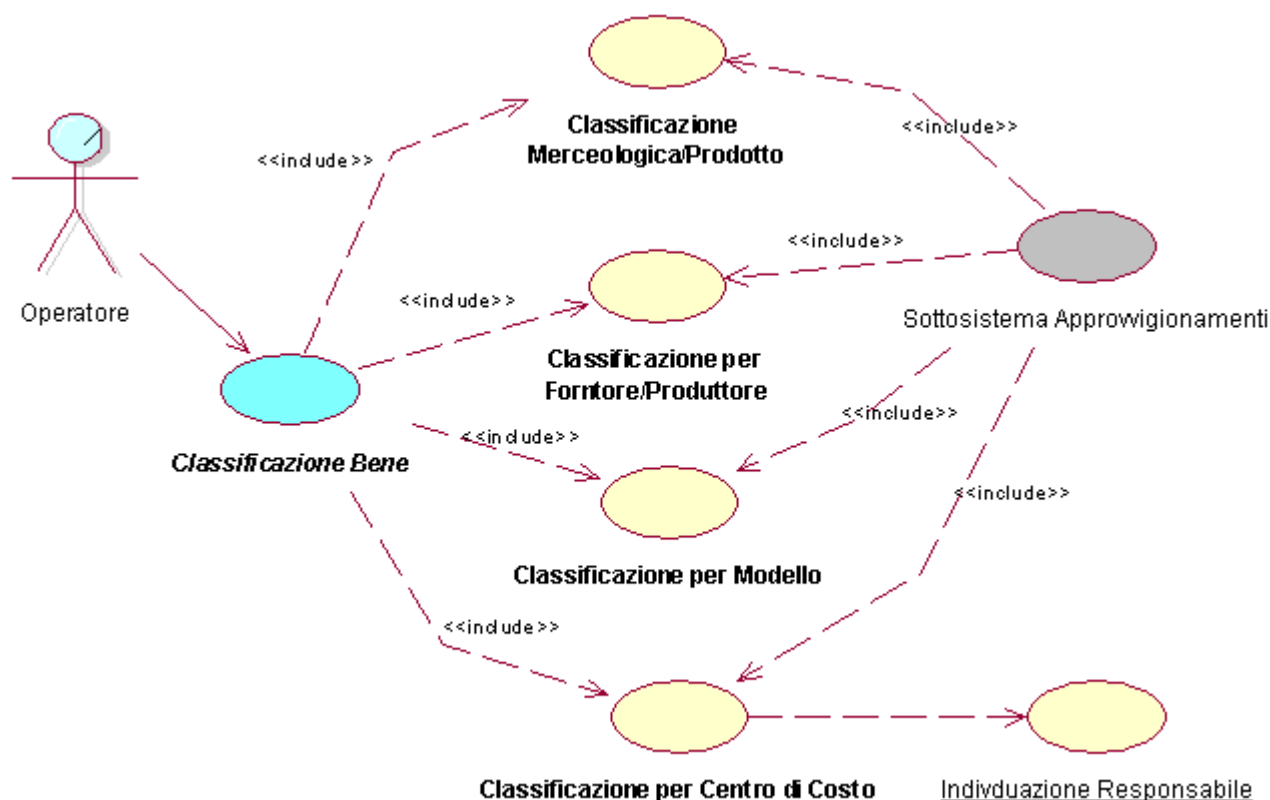 Classificazione
Merceologica/Prodotto
<<include>>
<<include>>
Operatore
<<include>>
<<include>>
Sottosistema Approvvigionamenti
Classificazione per
Forntore/Produttore
Classificazione Bene
<<include>>
<<include>>
<<include>>
Classificazione per Modello
<<include>>
Classificazione per Centro di Costo
Indivduazione Responsabile